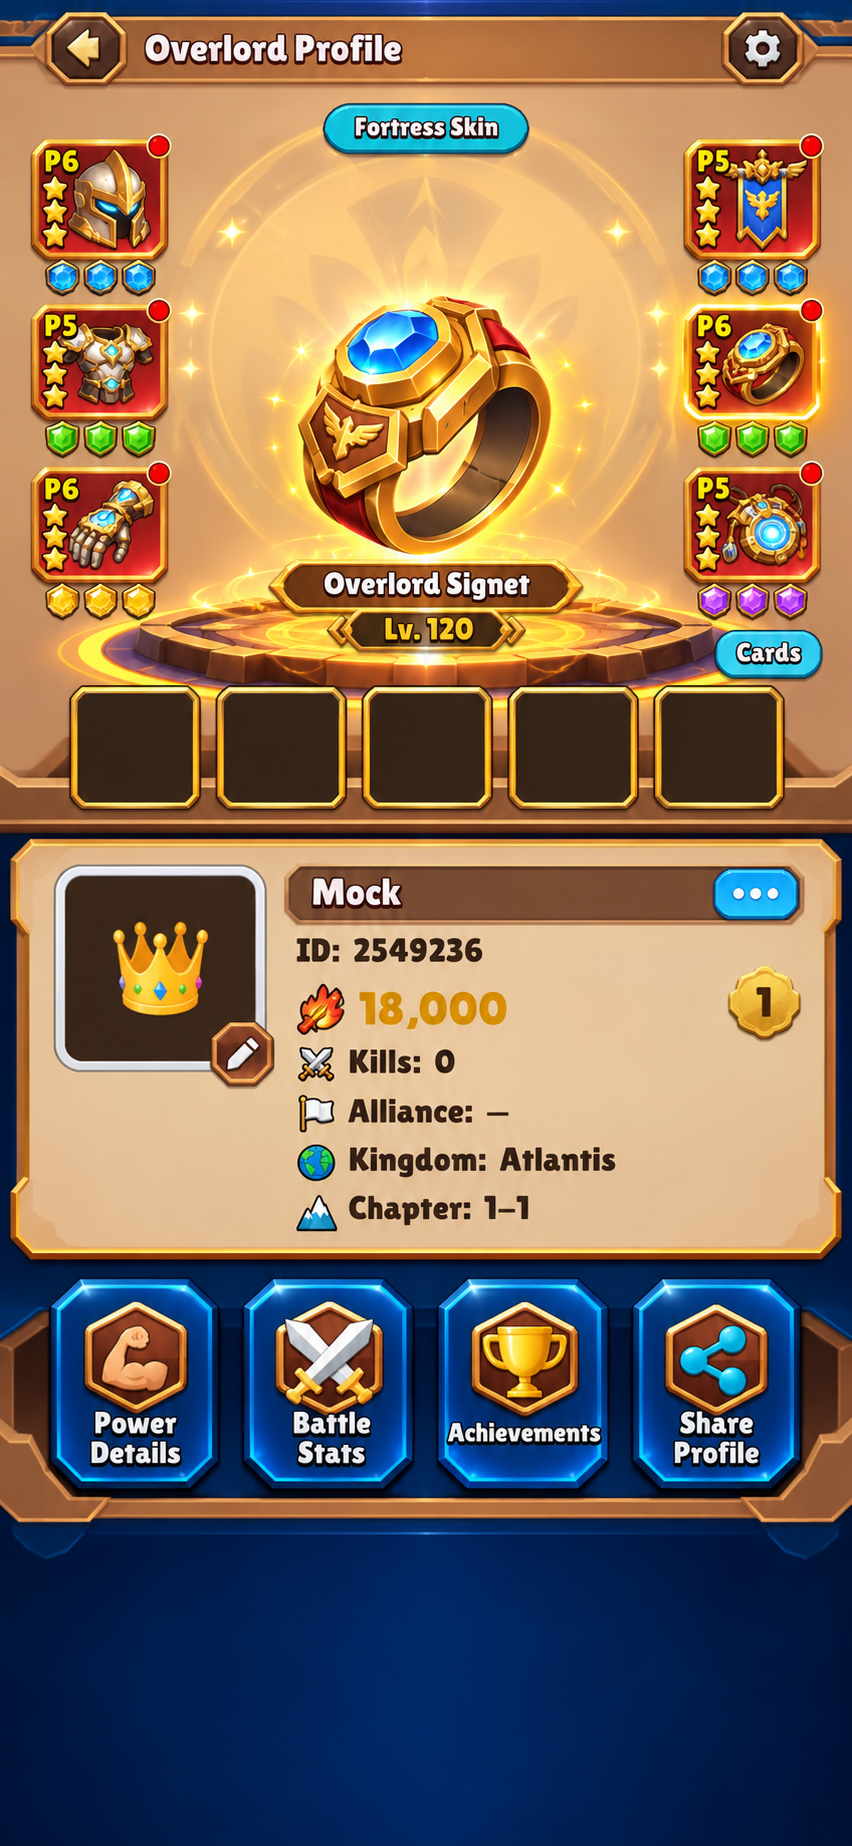 Overlord Profile
Fortress Skin
P6
P5
P5
P6
P6
P5
Overlord Signet
Lv. 120
Cards
Mock
ID: 2549236
18,000
1
Kills: 0
Alliance: —
Kingdom: Atlantis
Chapter: 1–1
Power
Details
Battle
Stats
Achievements
Share
Profile